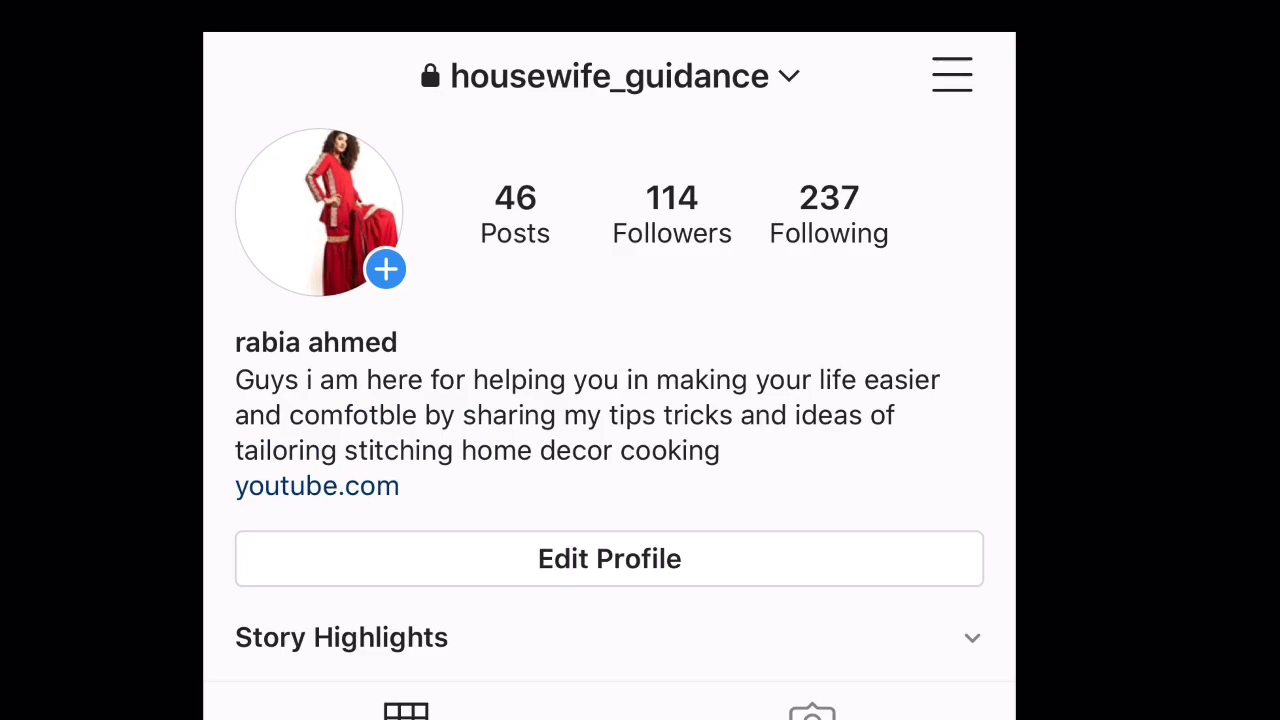 housewife_guidance
46 114 237
Posts Followers Following
rabia ahmed
Guys i am here for helping you in making your life easier
and comfotble by sharing my tips tricks and ideas of
tailoring stitching home decor cooking
youtube.com
Edit Profile
Story Highlights